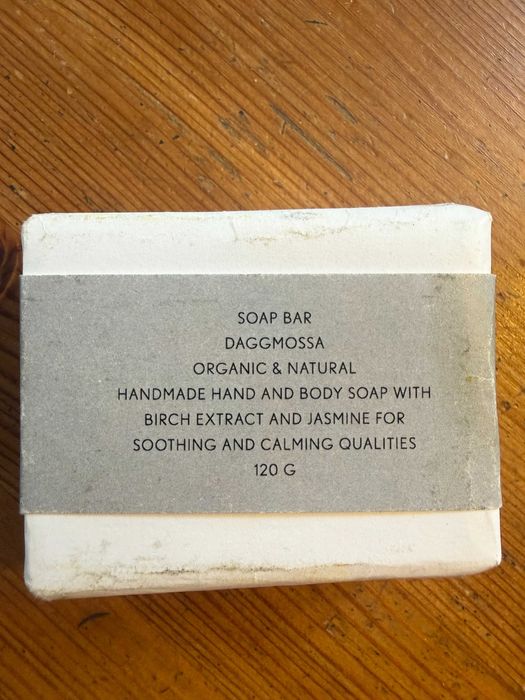 SOAP BAR
DAGGMOSSA
ORGANIC & NATURAL
HANDMADE HAND AND BODY SOAP WITH
BIRCH EXTRACT AND JASMINE FOR
SOOTHING AND CALMING QUALITIES
120 G